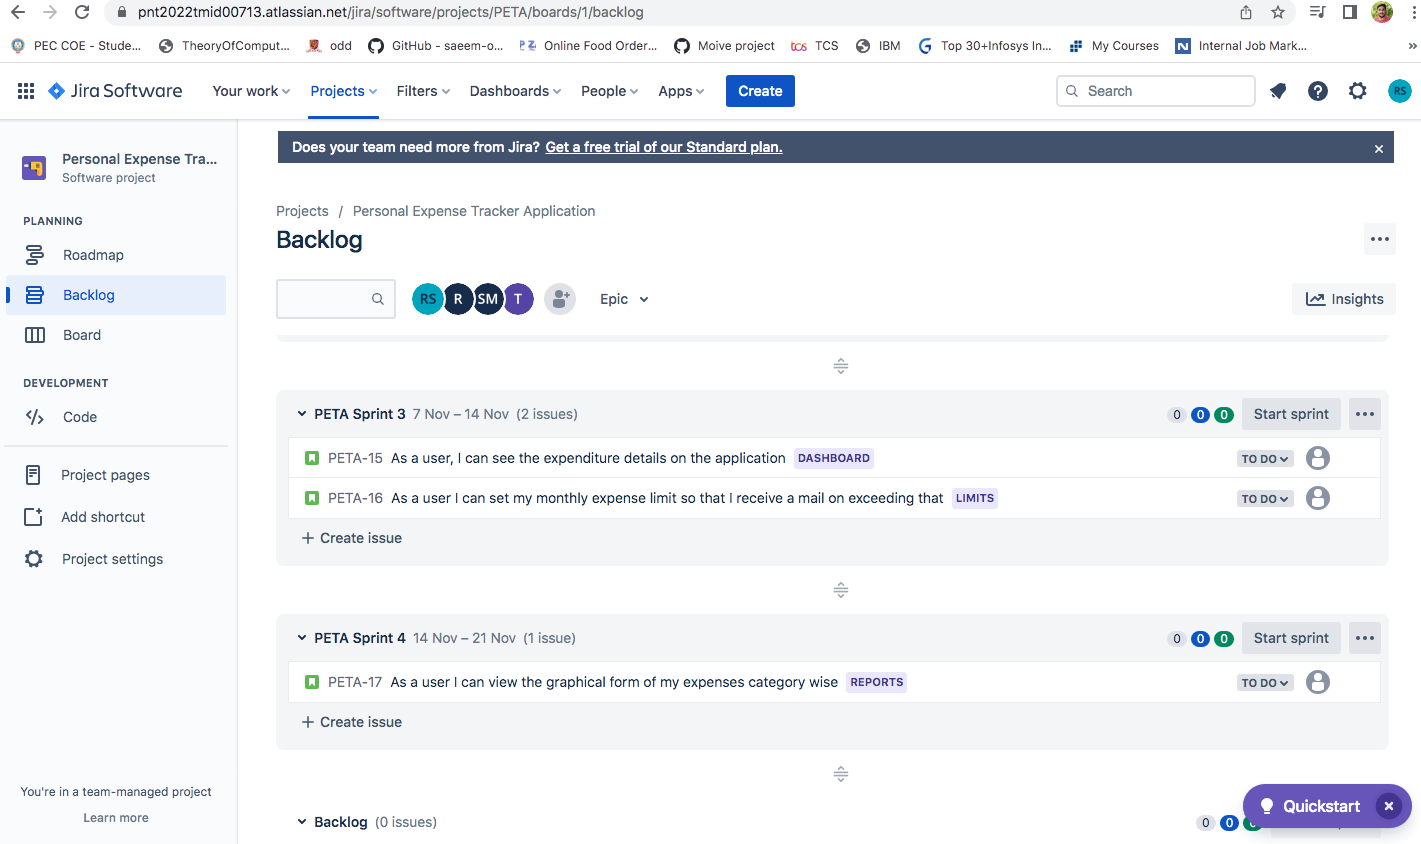 pnt2022tmid00713.atlassian.net/jira/software/projects/PETA/boards/1/backlog
PEC COE - Stude... TheoryOfComput... odd GitHub - saeem-o... PZ Online Food Order... Moive project tcs TCS IBM Top 30+Infosys In... My Courses N Internal Job Mark... »
Jira Software Your work Projects Filters Dashboards People Apps Create Search RS
Does your team need more from Jira? Get a free trial of our Standard plan.
Personal Expense Tra...
Software project
PLANNING
Roadmap
Backlog
Board
DEVELOPMENT
Code
Project pages
Add shortcut
Project settings
You're in a team-managed project
Learn more
Projects / Personal Expense Tracker Application
Backlog
RS R SM T Epic Insights
PETA Sprint 3 7 Nov – 14 Nov (2 issues) 0 0 0 Start sprint
PETA-15 As a user, I can see the expenditure details on the application DASHBOARD TO DO
PETA-16 As a user I can set my monthly expense limit so that I receive a mail on exceeding that LIMITS TO DO
+ Create issue
PETA Sprint 4 14 Nov – 21 Nov (1 issue) 0 0 0 Start sprint
PETA-17 As a user I can view the graphical form of my expenses category wise REPORTS TO DO
+ Create issue
Backlog (0 issues) 0 0
Quickstart